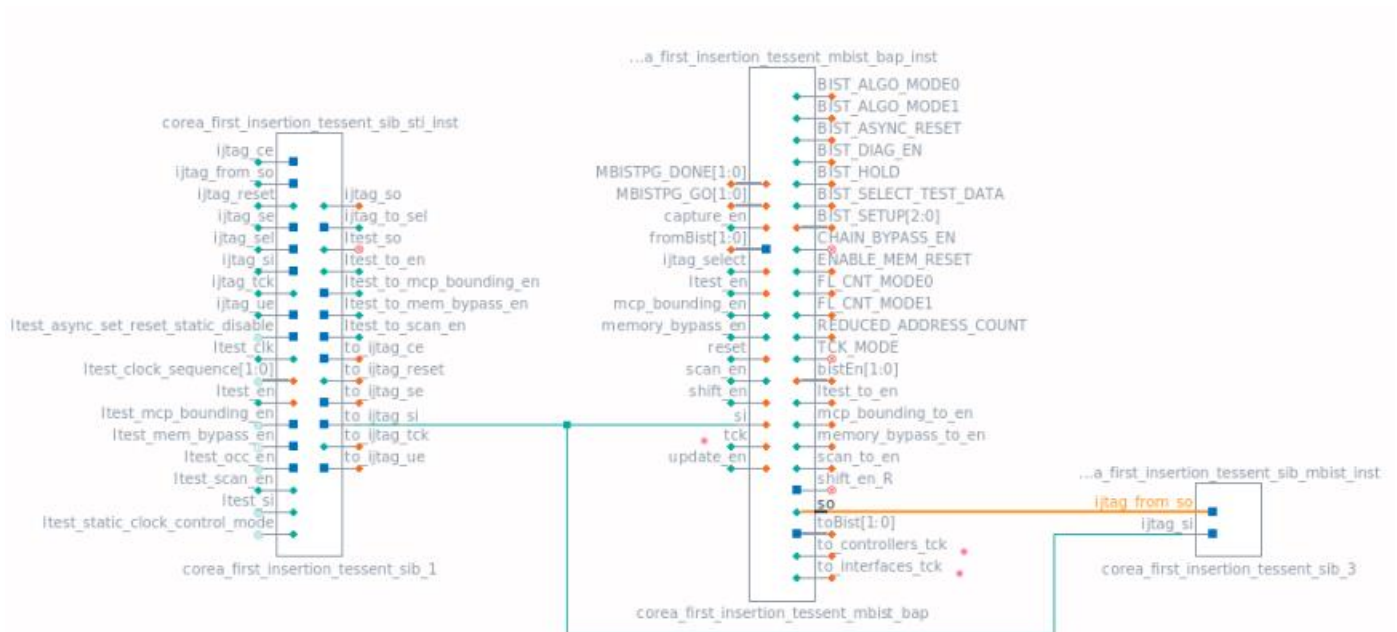 ...a_first_insertion_tessent_mbist_bap_inst
BIST_ALGO_MODE0
BIST_ALGO_MODE1
BIST_ASYNC_RESET
BIST_DIAG_EN
BIST_HOLD
BIST_SELECT_TEST_DATA
BIST_SETUP[2:0]
CHAIN_BYPASS_EN
ENABLE_MEM_RESET
FL_CNT_MODE0
FL_CNT_MODE1
REDUCED_ADDRESS_COUNT
TCK_MODE
bistEn[1:0]
ltest_to_en
mcp_bounding_to_en
memory_bypass_to_en
scan_to_en
shift_en_R
so
toBist[1:0]
to_controllers_tck
to_interfaces_tck
MBISTPG_DONE[1:0]
MBISTPG_GO[1:0]
capture_en
fromBist[1:0]
ijtag_select
ltest_en
mcp_bounding_en
memory_bypass_en
reset
scan_en
shift_en
si
tck
update_en
corea_first_insertion_tessent_mbist_bap
corea_first_insertion_tessent_sib_sti_inst
ijtag_ce
ijtag_from_so
ijtag_reset
ijtag_se
ijtag_sel
ijtag_si
ijtag_tck
ijtag_ue
ltest_async_set_reset_static_disable
ltest_clk
ltest_clock_sequence[1:0]
ltest_en
ltest_mcp_bounding_en
ltest_mem_bypass_en
ltest_occ_en
ltest_scan_en
ltest_si
ltest_static_clock_control_mode
ijtag_so
ijtag_to_sel
ltest_so
ltest_to_en
ltest_to_mcp_bounding_en
ltest_to_mem_bypass_en
ltest_to_scan_en
to_ijtag_ce
to_ijtag_reset
to_ijtag_se
to_ijtag_si
to_ijtag_tck
to_ijtag_ue
corea_first_insertion_tessent_sib_1
...a_first_insertion_tessent_sib_mbist_inst
ijtag_from_so
ijtag_si
corea_first_insertion_tessent_sib_3